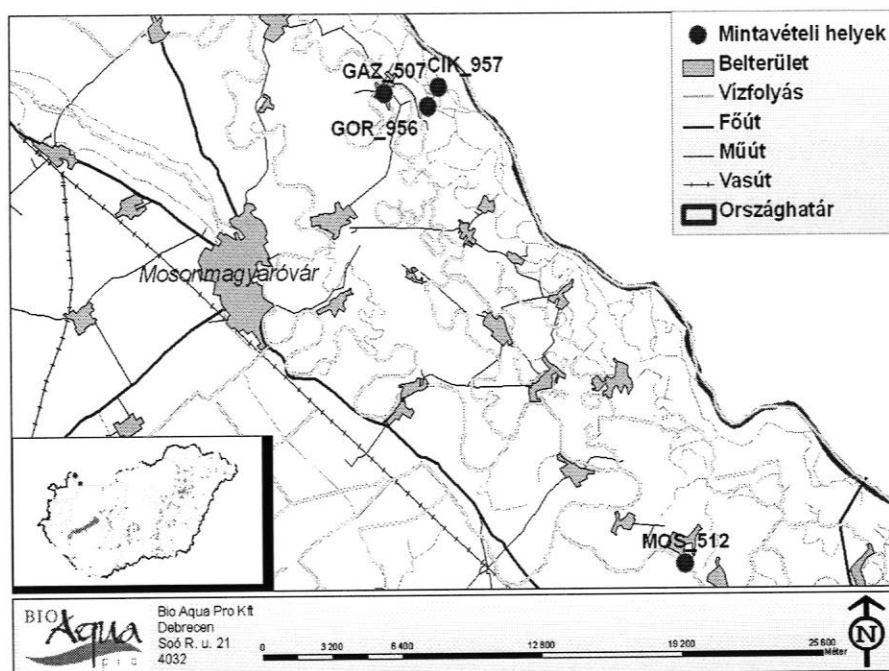 GAZ_507
CIK_957
GOR_956
Mosonmagyaróvár
MOS_512
Mintavételi helyek
Belterület
Vízfolyás
Főút
Műút
Vasút
Országhatár
BIO
Aqua
pro
Bio Aqua Pro Kft
Debrecen
Soó R. u. 21
4032
0 3 200 6 400 12 800 19 200 25 600
Méter
N